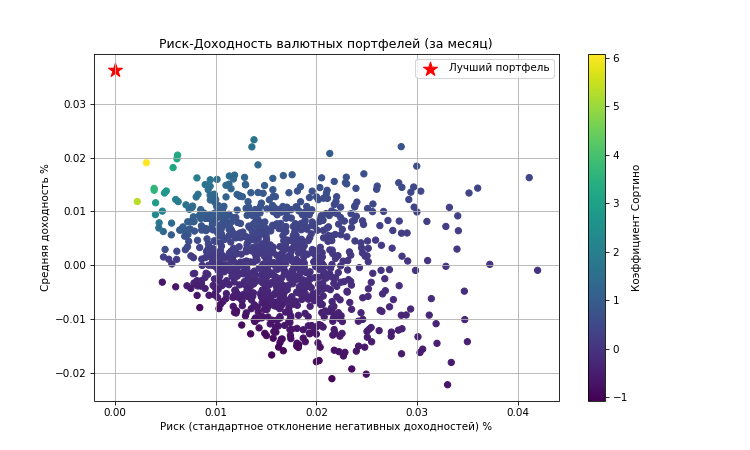 Риск-Доходность валютных портфелей (за месяц)
Лучший портфель
Средняя доходность %
0.03
0.02
0.01
0.00
−0.01
−0.02
0.00 0.01 0.02 0.03 0.04
Риск (стандартное отклонение негативных доходностей) %
6
5
4
3
2
1
0
−1
Коэффициент Сортино